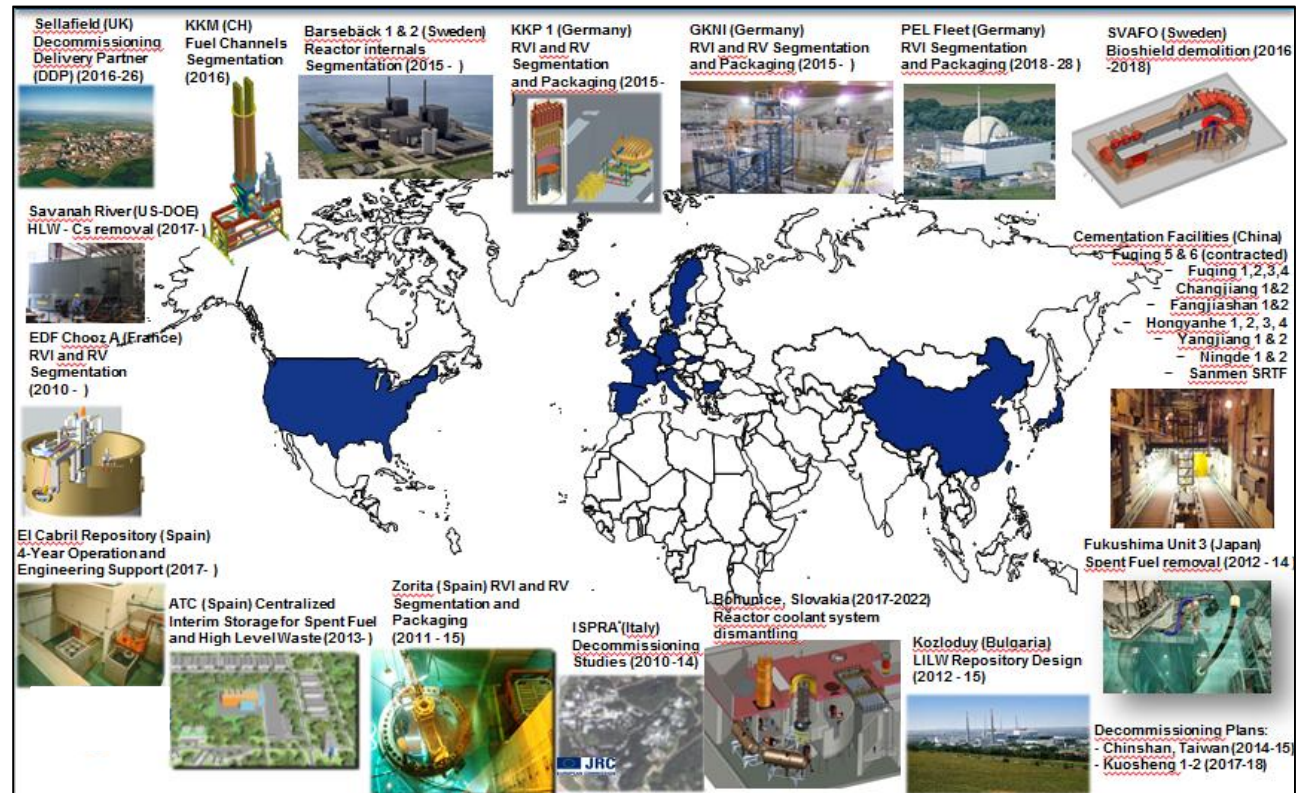 Sellafield (UK)
Decommissioning
Delivery Partner
(DDP) (2016-26)
KKM (CH)
Fuel Channels
Segmentation
(2016)
Barsebäck 1 & 2 (Sweden)
Reactor internals
Segmentation (2015 - )
KKP 1 (Germany)
RVI and RV
Segmentation
and Packaging (2015-
)
GKNI (Germany)
RVI and RV Segmentation
and Packaging (2015 - )
PEL Fleet (Germany)
RVI Segmentation
and Packaging (2018 - 28)
SVAFO (Sweden)
Bioshield demolition (2016
-2018)
Savanah River (US-DOE)
HLW - Cs removal (2017- )
EDF Chooz A (France)
RVI and RV
Segmentation
(2010 - )
Cementation Facilities (China)
Fuqing 5 & 6 (contracted)
– Fuqing 1,2,3,4
– Changjiang 1&2
– Fangjiashan 1&2
– Hongyanhe 1, 2, 3, 4
– Yangjiang 1 & 2
– Ningde 1 & 2
– Sanmen SRTF
El Cabril Repository (Spain)
4-Year Operation and
Engineering Support (2017- )
ATC (Spain) Centralized
Interim Storage for Spent Fuel
and High Level Waste (2013-)
Zorita (Spain) RVI and RV
Segmentation and
Packaging
(2011 - 15)
ISPRA (Italy)
Decommissioning
Studies (2010-14)
JRC
EUROPEAN COMMISSION
Bohunice, Slovakia (2017-2022)
Reactor coolant system
dismantling
Kozloduy (Bulgaria)
LILW Repository Design
(2012 - 15)
Fukushima Unit 3 (Japan)
Spent Fuel removal (2012 - 14)
Decommissioning Plans:
- Chinshan, Taiwan (2014-15)
- Kuosheng 1-2 (2017-18)